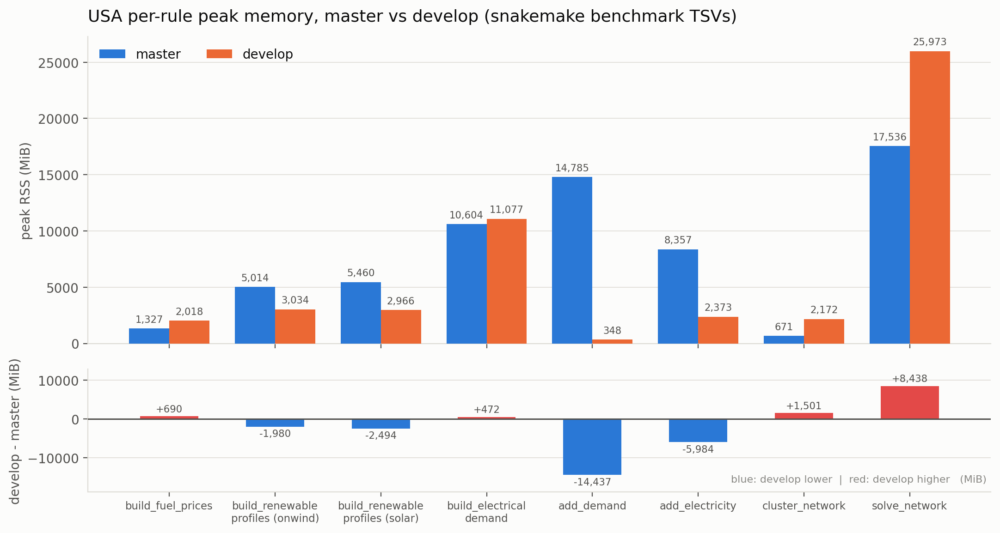 USA per-rule peak memory, master vs develop (snakemake benchmark TSVs)
master
develop
peak RSS (MiB)
25000
20000
15000
10000
5000
0
1,327
2,018
5,014
3,034
5,460
2,966
10,604
11,077
14,785
348
8,357
2,373
671
2,172
17,536
25,973
develop - master (MiB)
10000
0
−10000
+690
-1,980
-2,494
+472
-14,437
-5,984
+1,501
+8,438
blue: develop lower | red: develop higher (MiB)
build_fuel_prices
build_renewable
profiles (onwind)
build_renewable
profiles (solar)
build_electrical
demand
add_demand
add_electricity
cluster_network
solve_network